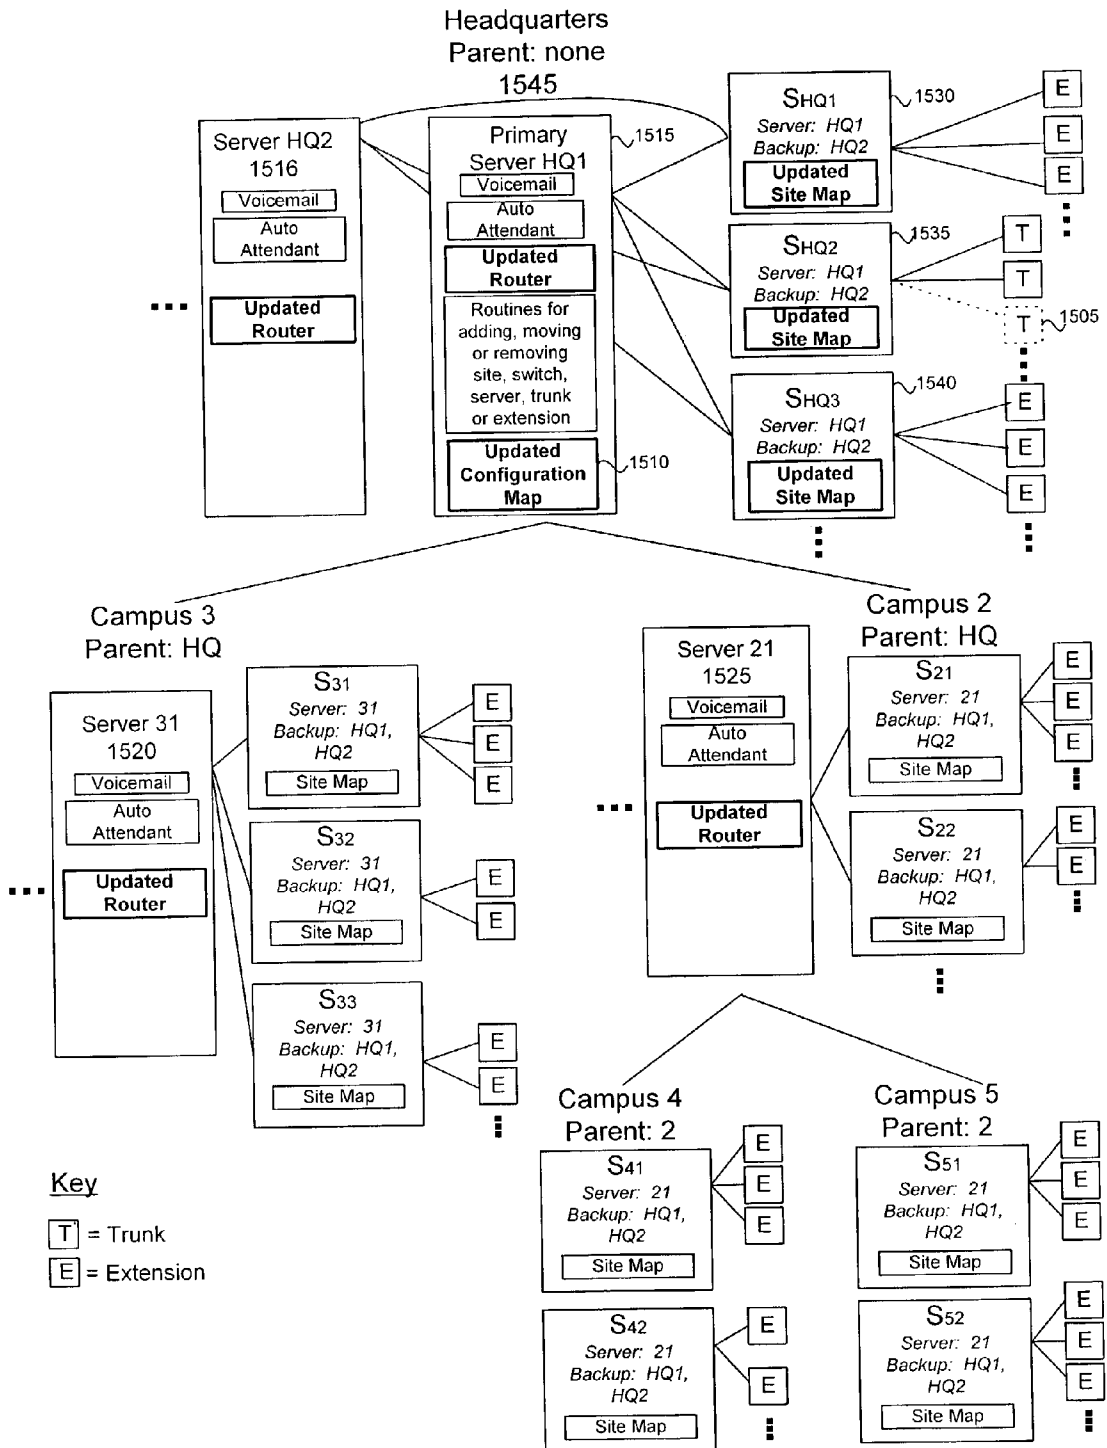 Headquarters
Parent: none
1545
Server HQ2
1516
Voicemail
Auto
Attendant
Updated
Router
Primary
Server HQ1
1515
Voicemail
Auto
Attendant
Updated
Router
Routines for
adding, moving
or removing
site, switch,
server, trunk
or extension
Updated
Configuration
Map
1510
SHQ1
Server: HQ1
Backup: HQ2
Updated
Site Map
1530
E
E
E
SHQ2
Server: HQ1
Backup: HQ2
Updated
Site Map
1535
T
T
T
1505
SHQ3
Server: HQ1
Backup: HQ2
Updated
Site Map
1540
E
E
E
Campus 3
Parent: HQ
Server 31
1520
Voicemail
Auto
Attendant
Updated
Router
S31
Server: 31
Backup: HQ1,
HQ2
Site Map
E
E
E
S32
Server: 31
Backup: HQ1,
HQ2
Site Map
E
E
S33
Server: 31
Backup: HQ1,
HQ2
Site Map
E
E
Campus 2
Parent: HQ
Server 21
1525
Voicemail
Auto
Attendant
Updated
Router
S21
Server: 21
Backup: HQ1,
HQ2
Site Map
E
E
E
S22
Server: 21
Backup: HQ1,
HQ2
Site Map
E
E
Campus 4
Parent: 2
S41
Server: 21
Backup: HQ1,
HQ2
Site Map
E
E
E
S42
Server: 21
Backup: HQ1,
HQ2
Site Map
E
E
Campus 5
Parent: 2
S51
Server: 21
Backup: HQ1,
HQ2
Site Map
E
E
E
S52
Server: 21
Backup: HQ1,
HQ2
Site Map
E
E
E
Key
T = Trunk
E = Extension